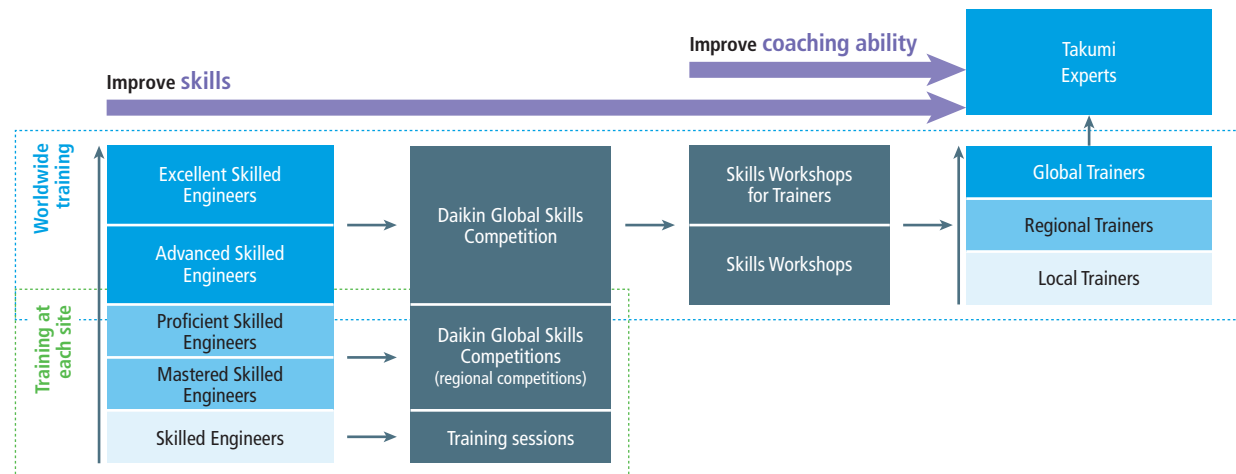 Improve skills
Improve coaching ability
Takumi
Experts
Worldwide
training
Excellent Skilled
Engineers
Advanced Skilled
Engineers
Daikin Global Skills
Competition
Skills Workshops
for Trainers
Skills Workshops
Global Trainers
Regional Trainers
Local Trainers
Training at
each site
Proficient Skilled
Engineers
Mastered Skilled
Engineers
Skilled Engineers
Daikin Global Skills
Competitions
(regional competitions)
Training sessions